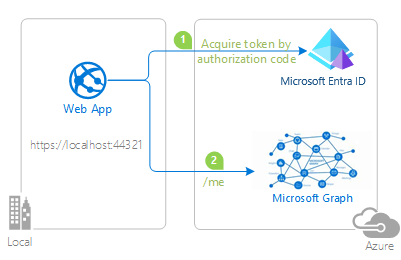 1
Acquire token by
authorization code
Microsoft Entra ID
Web App
https://localhost:44321
2
/me
Microsoft Graph
Local
Azure